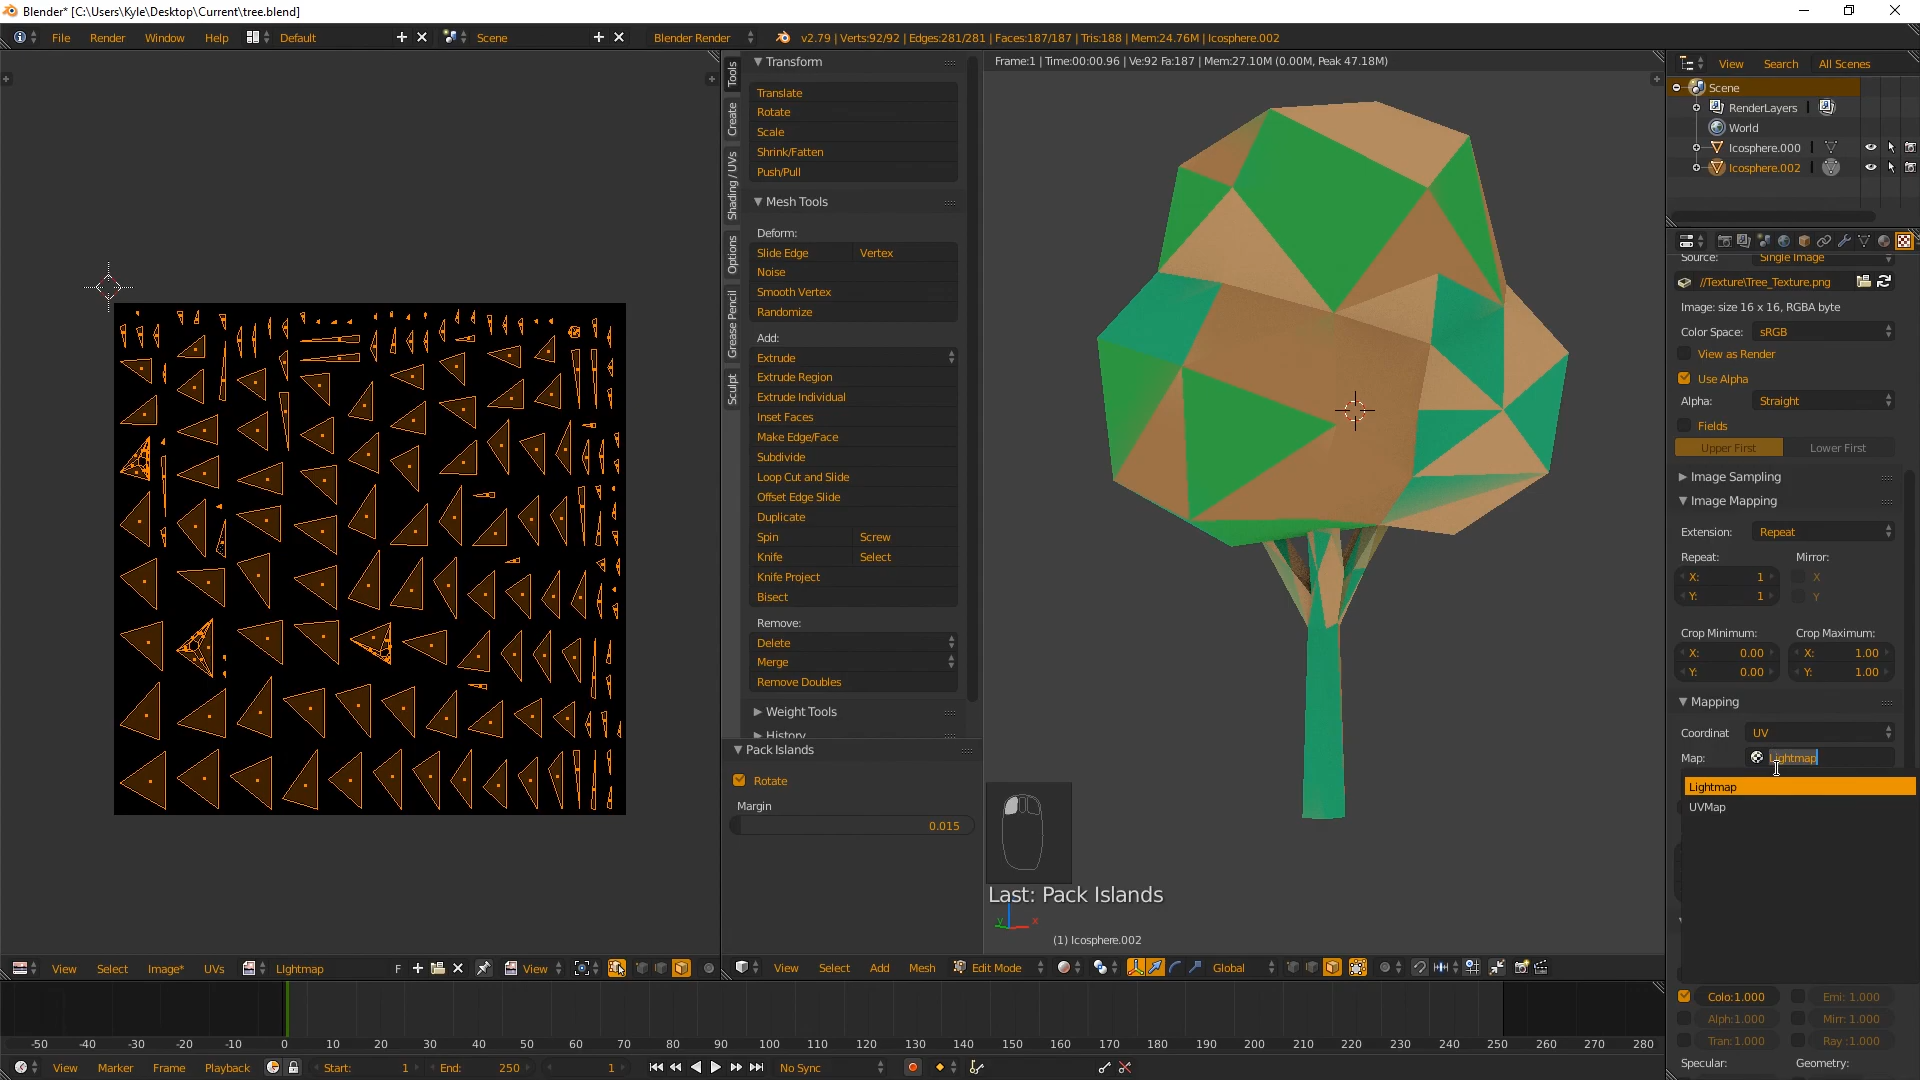 Blender* [C:\Users\Kyle\Desktop\Current\tree.blend]
File Render Window Help Default Scene Blender Render v2.79 | Verts:92/92 | Edges:281/281 | Faces:187/187 | Tris:188 | Mem:24.76M | Icosphere.002
Tools
Create
Shading / UVs
Options
Grease Pencil
Sculpt
Transform
Translate
Rotate
Scale
Shrink/Fatten
Push/Pull
Mesh Tools
Deform:
Slide Edge Vertex
Noise
Smooth Vertex
Randomize
Add:
Extrude
Extrude Region
Extrude Individual
Inset Faces
Make Edge/Face
Subdivide
Loop Cut and Slide
Offset Edge Slide
Duplicate
Spin Screw
Knife Select
Knife Project
Bisect
Remove:
Delete
Merge
Remove Doubles
Weight Tools
History
Pack Islands
Rotate
Margin
0.015
Frame:1 | Time:00:00.96 | Ve:92 Fa:187 | Mem:27.10M (0.00M, Peak 47.18M)
Last: Pack Islands
y x
(1) Icosphere.002
View Search All Scenes
Scene
RenderLayers
World
Icosphere.000
Icosphere.002
Source: Single Image
//Texture\Tree_Texture.png
Image: size 16 x 16, RGBA byte
Color Space: sRGB
View as Render
Use Alpha
Alpha: Straight
Fields
Upper First Lower First
Image Sampling
Image Mapping
Extension: Repeat
Repeat: Mirror:
X: 1 X
Y: 1 Y
Crop Minimum: Crop Maximum:
X: 0.00 X: 1.00
Y: 0.00 Y: 1.00
Mapping
Coordinat UV
Map: Lightmap
Lightmap
UVMap
Colo:1.000 Emi: 1.000
Alph:1.000 Mirr: 1.000
Tran:1.000 Ray :1.000
Specular: Geometry:
View Select Image* UVs LIghtmap F View
View Select Add Mesh Edit Mode Global
-50 -40 -30 -20 -10 0 10 20 30 40 50 60 70 80 90 100 110 120 130 140 150 160 170 180 190 200 210 220 230 240 250 260 270 280
View Marker Frame Playback Start: 1 End: 250 1 No Sync